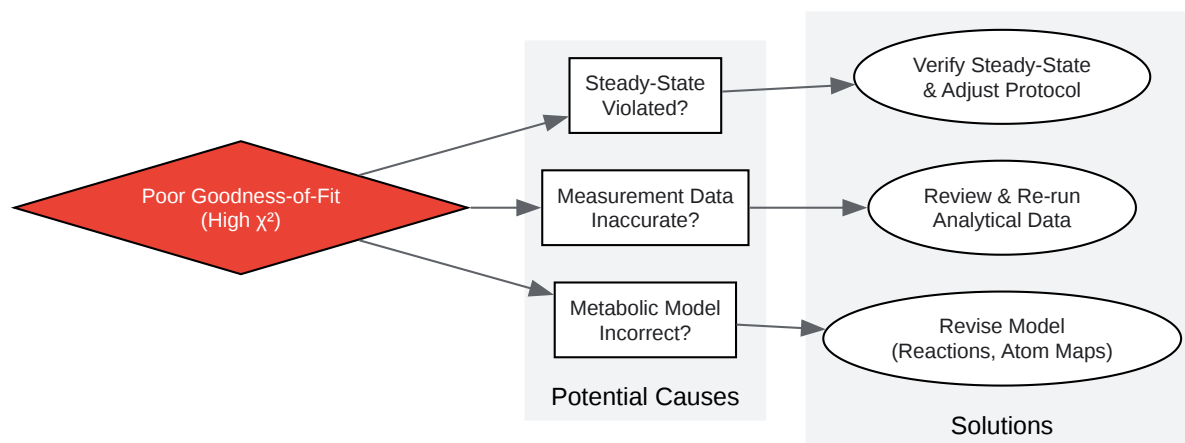 Poor Goodness-of-Fit
(High χ²)
Steady-State
Violated?
Measurement Data
Inaccurate?
Metabolic Model
Incorrect?
Potential Causes
Verify Steady-State
& Adjust Protocol
Review & Re-run
Analytical Data
Revise Model
(Reactions, Atom Maps)
Solutions